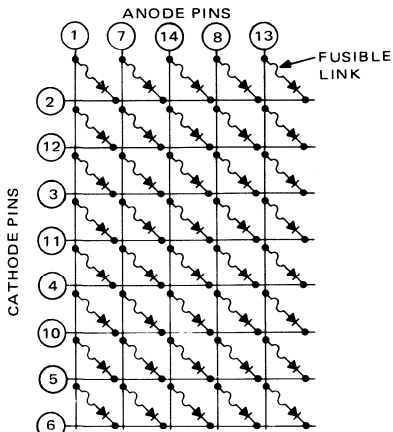 ANODE PINS
1 7 14 8 13
FUSIBLE
LINK
CATHODE PINS
2
12
3
11
4
10
5
6